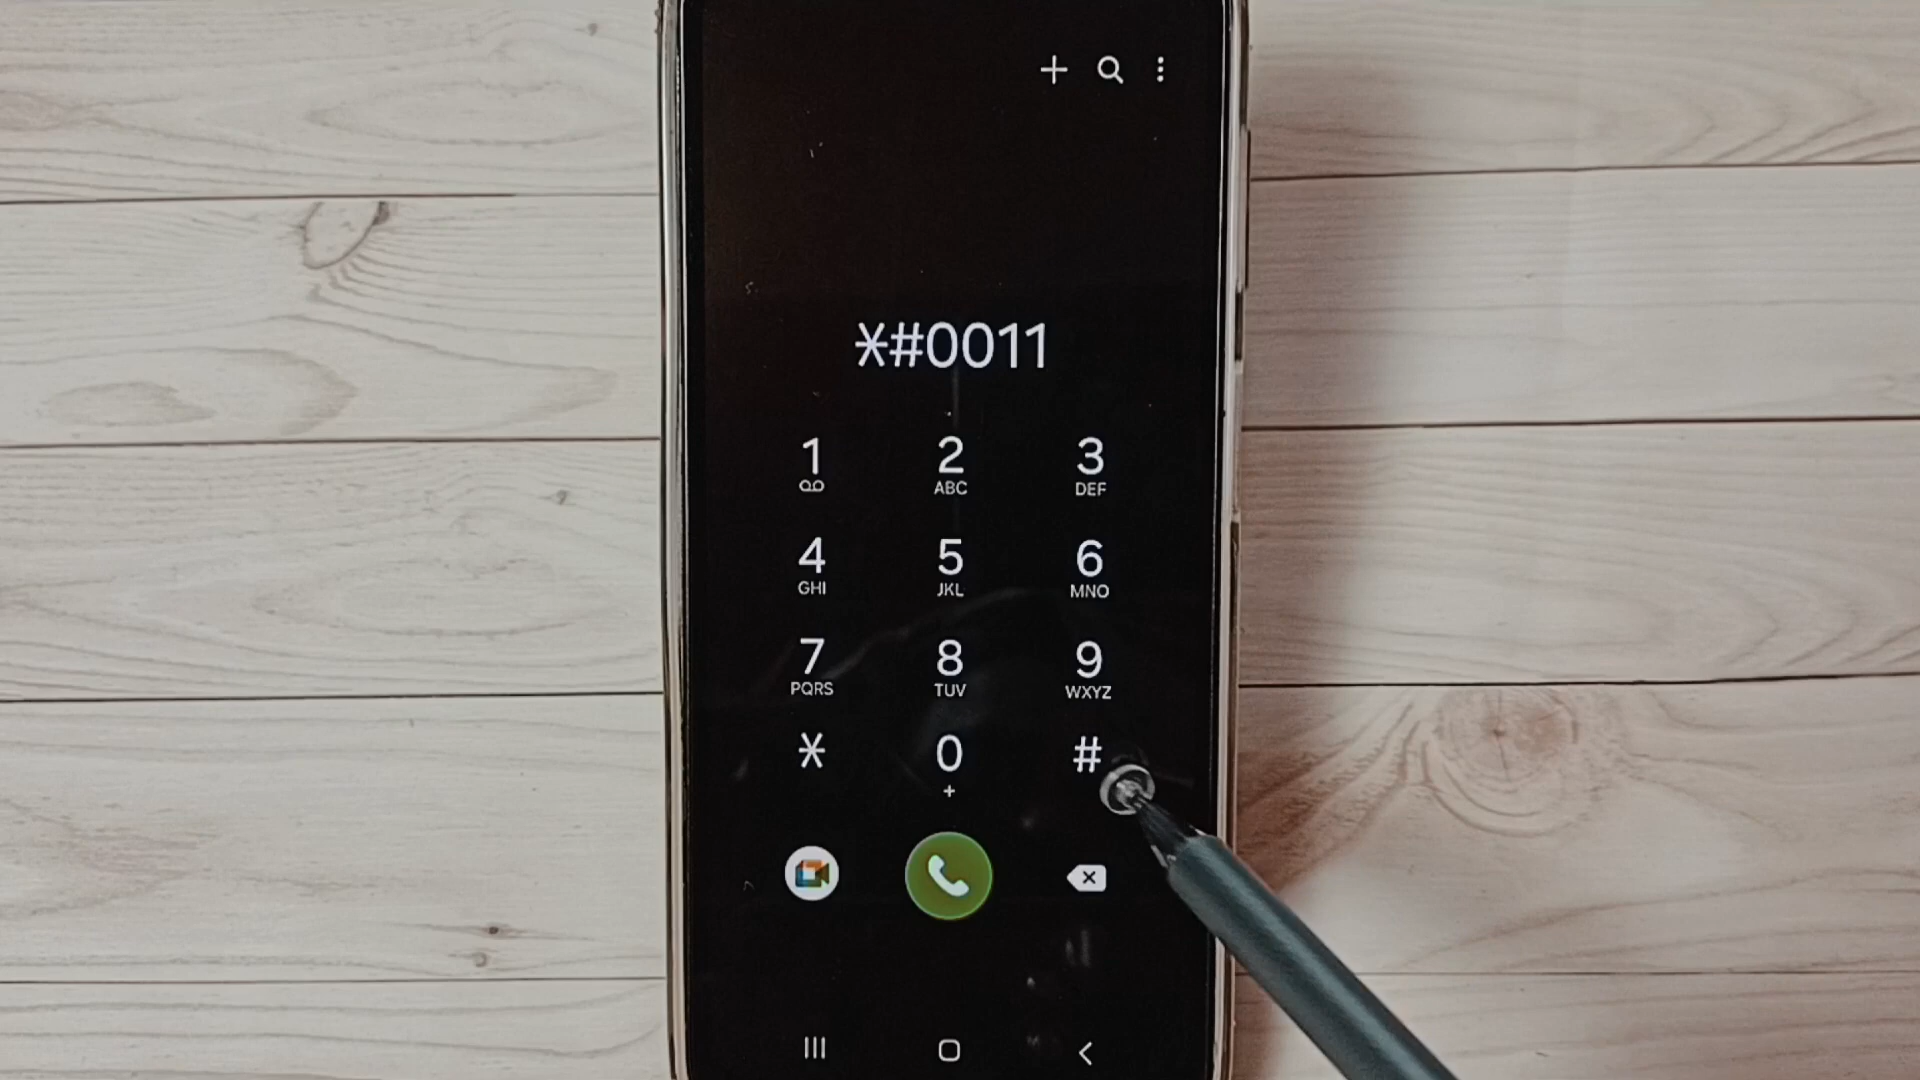 *#0011
1 2 3
ABC DEF
4 5 6
GHI JKL MNO
7 8 9
PQRS TUV WXYZ
* 0 #
+